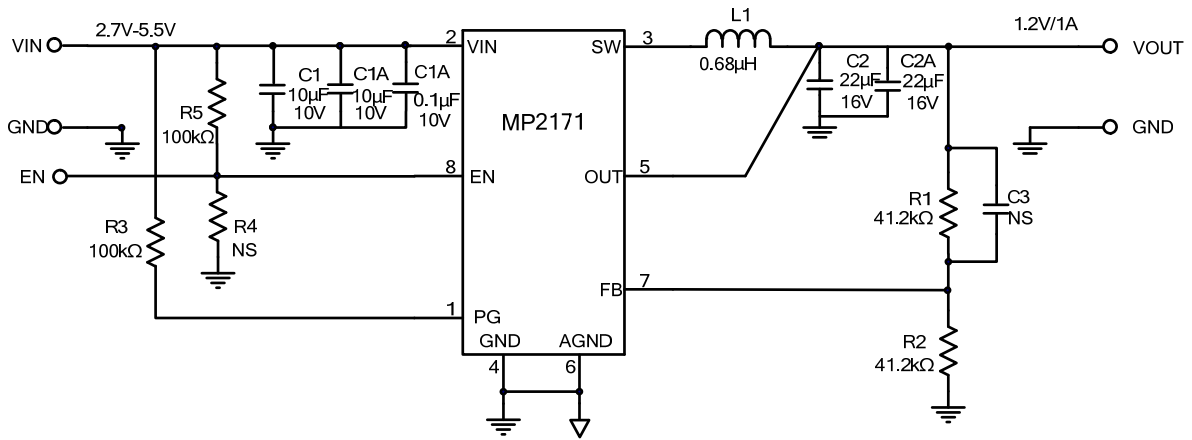 VIN
2.7V-5.5V
2
VIN
SW
3
L1
0.68µH
1.2V/1A
VOUT
C1
10µF
10V
C1A
10µF
10V
C1A
0.1µF
10V
C2
22µF
16V
C2A
22µF
16V
R5
100kΩ
GND
GND
MP2171
EN
8
EN
OUT
5
R4
NS
R3
100kΩ
R1
41.2kΩ
C3
NS
FB
7
1
PG
GND
AGND
4
6
R2
41.2kΩ